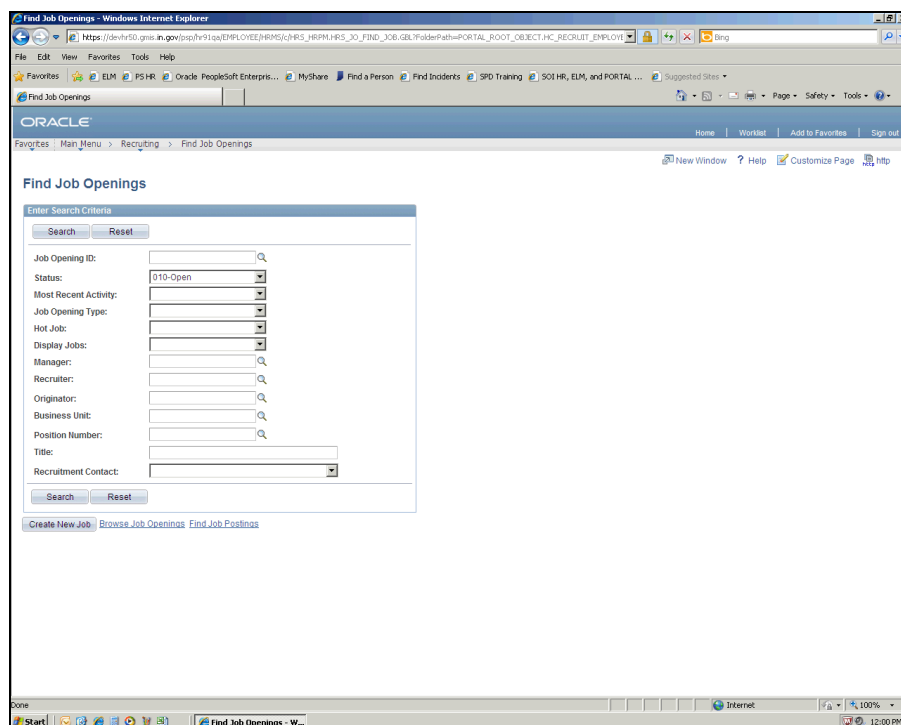 Find Job Openings - Windows Internet Explorer
https://devhr50.gmis.in.gov/psp/hr91qa/EMPLOYEE/HRMS/c/HRS_HRPM.HRS_JO_FIND_JOB.GBL?FolderPath=PORTAL_ROOT_OBJECT.HC_RECRUIT_EMPLOYE Bing
File Edit View Favorites Tools Help
Favorites ELM PS HR Oracle PeopleSoft Enterpris... MyShare Find a Person Find Incidents SPD Training SOI HR, ELM, and PORTAL ... Suggested Sites
Find Job Openings Page Safety Tools
ORACLE
Home | Worklist | Add to Favorites | Sign out
Favorites Main Menu > Recruiting > Find Job Openings
New Window ? Help Customize Page http
Find Job Openings
Enter Search Criteria
Search Reset
Job Opening ID:
Status: 010-Open
Most Recent Activity:
Job Opening Type:
Hot Job:
Display Jobs:
Manager:
Recruiter:
Originator:
Business Unit:
Position Number:
Title:
Recruitment Contact:
Search Reset
Create New Job Browse Job Openings Find Job Postings
Done Internet 100%
Start Find Job Openings - W... 12:00 PM